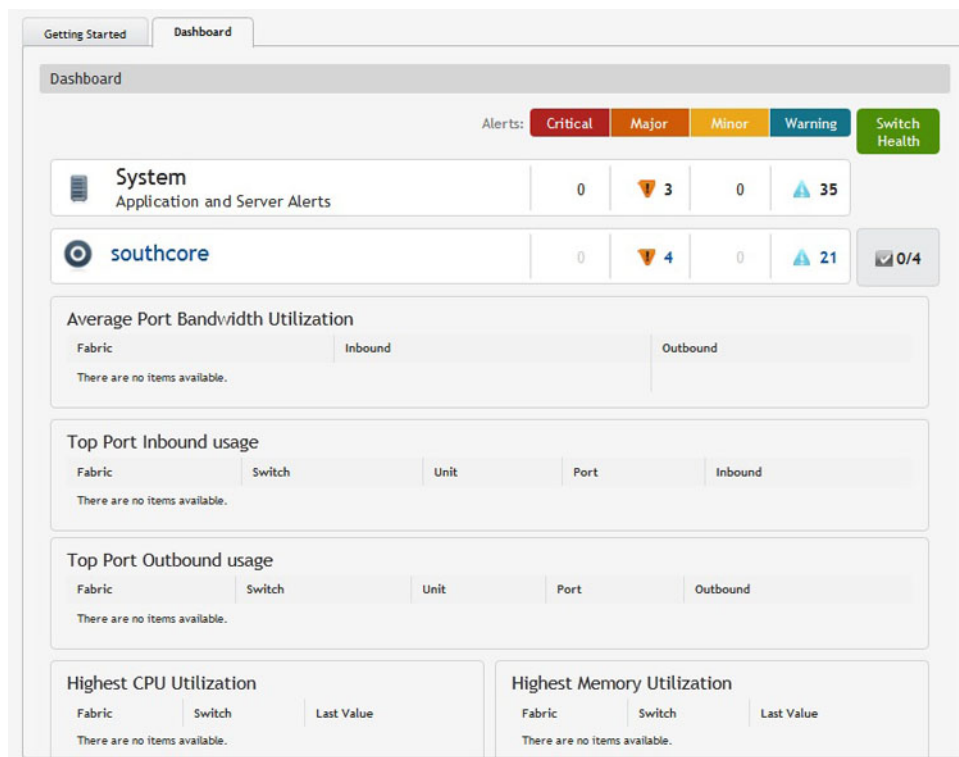 Getting Started Dashboard
Dashboard
Alerts: Critical Major Minor Warning Switch Health
System 0 3 0 35
Application and Server Alerts
southcore 0 4 0 21 0/4
Average Port Bandwidth Utilization
Fabric Inbound Outbound
There are no items available.
Top Port Inbound usage
Fabric Switch Unit Port Inbound
There are no items available.
Top Port Outbound usage
Fabric Switch Unit Port Outbound
There are no items available.
Highest CPU Utilization
Fabric Switch Last Value
There are no items available.
Highest Memory Utilization
Fabric Switch Last Value
There are no items available.